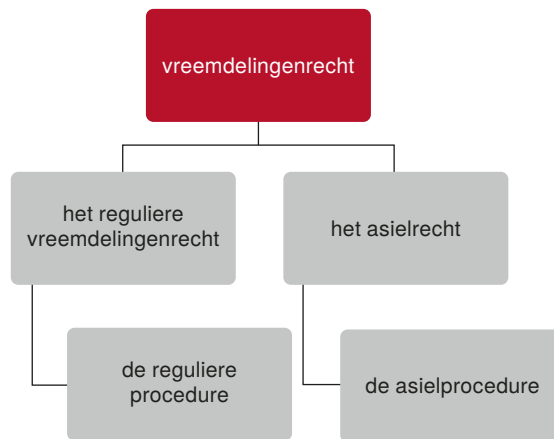 vreemdelingenrecht
het reguliere
vreemdelingenrecht
het asielrecht
de reguliere
procedure
de asielprocedure